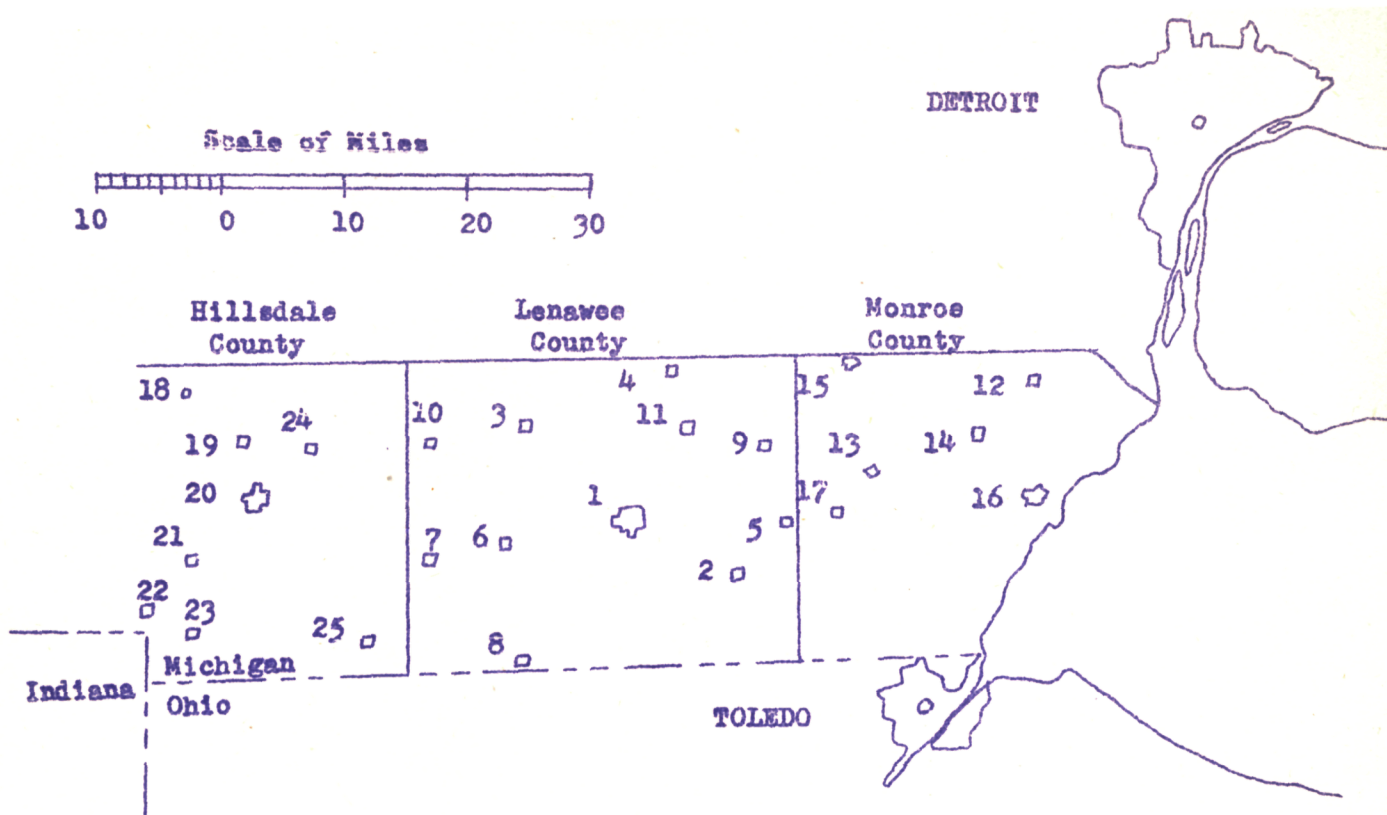 DETROIT
Scale of Miles
10 0 10 20 30
Hillsdale
County
Lenawee
County
Monroe
County
18
4
15
12
24
10
3
11
19
9
13
14
20
1
17
16
21
7
6
5
2
22
23
25
8
Michigan
Indiana
Ohio
TOLEDO